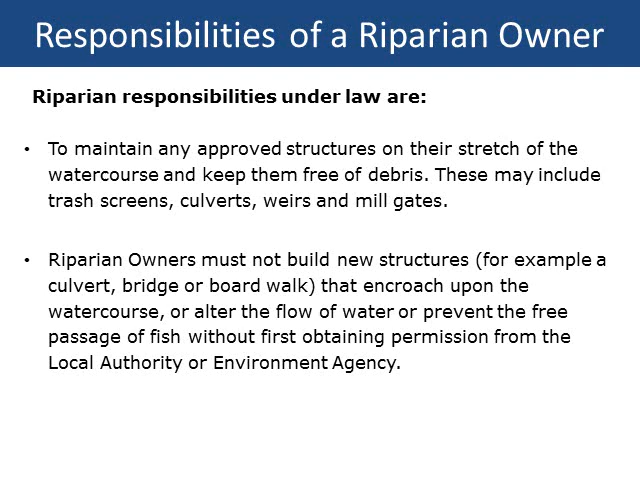 Responsibilities of a Riparian Owner
Riparian responsibilities under law are:
• To maintain any approved structures on their stretch of the
watercourse and keep them free of debris. These may include
trash screens, culverts, weirs and mill gates.
• Riparian Owners must not build new structures (for example a
culvert, bridge or board walk) that encroach upon the
watercourse, or alter the flow of water or prevent the free
passage of fish without first obtaining permission from the
Local Authority or Environment Agency.